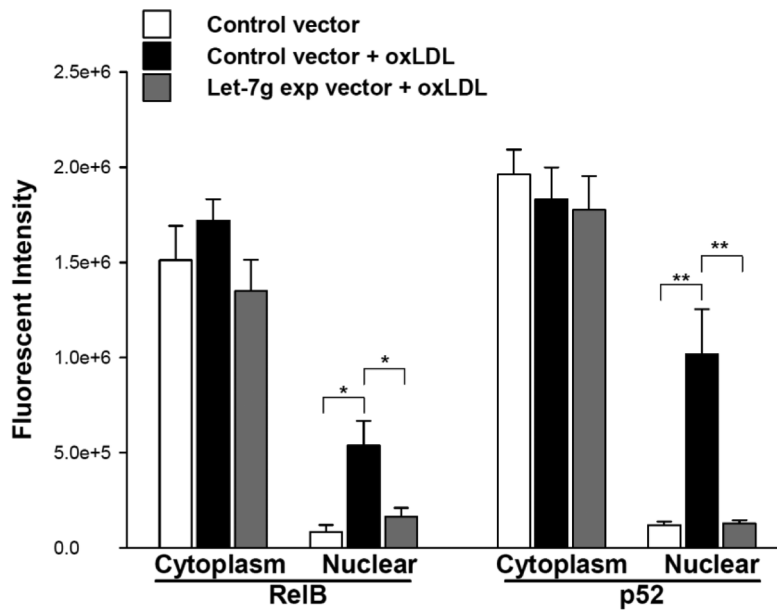 Control vector
Control vector + oxLDL
Let-7g exp vector + oxLDL
Fluorescent Intensity
2.5e+6
2.0e+6
1.5e+6
1.0e+6
5.0e+5
0.0
* *
** **
Cytoplasm Nuclear Cytoplasm Nuclear
RelB p52